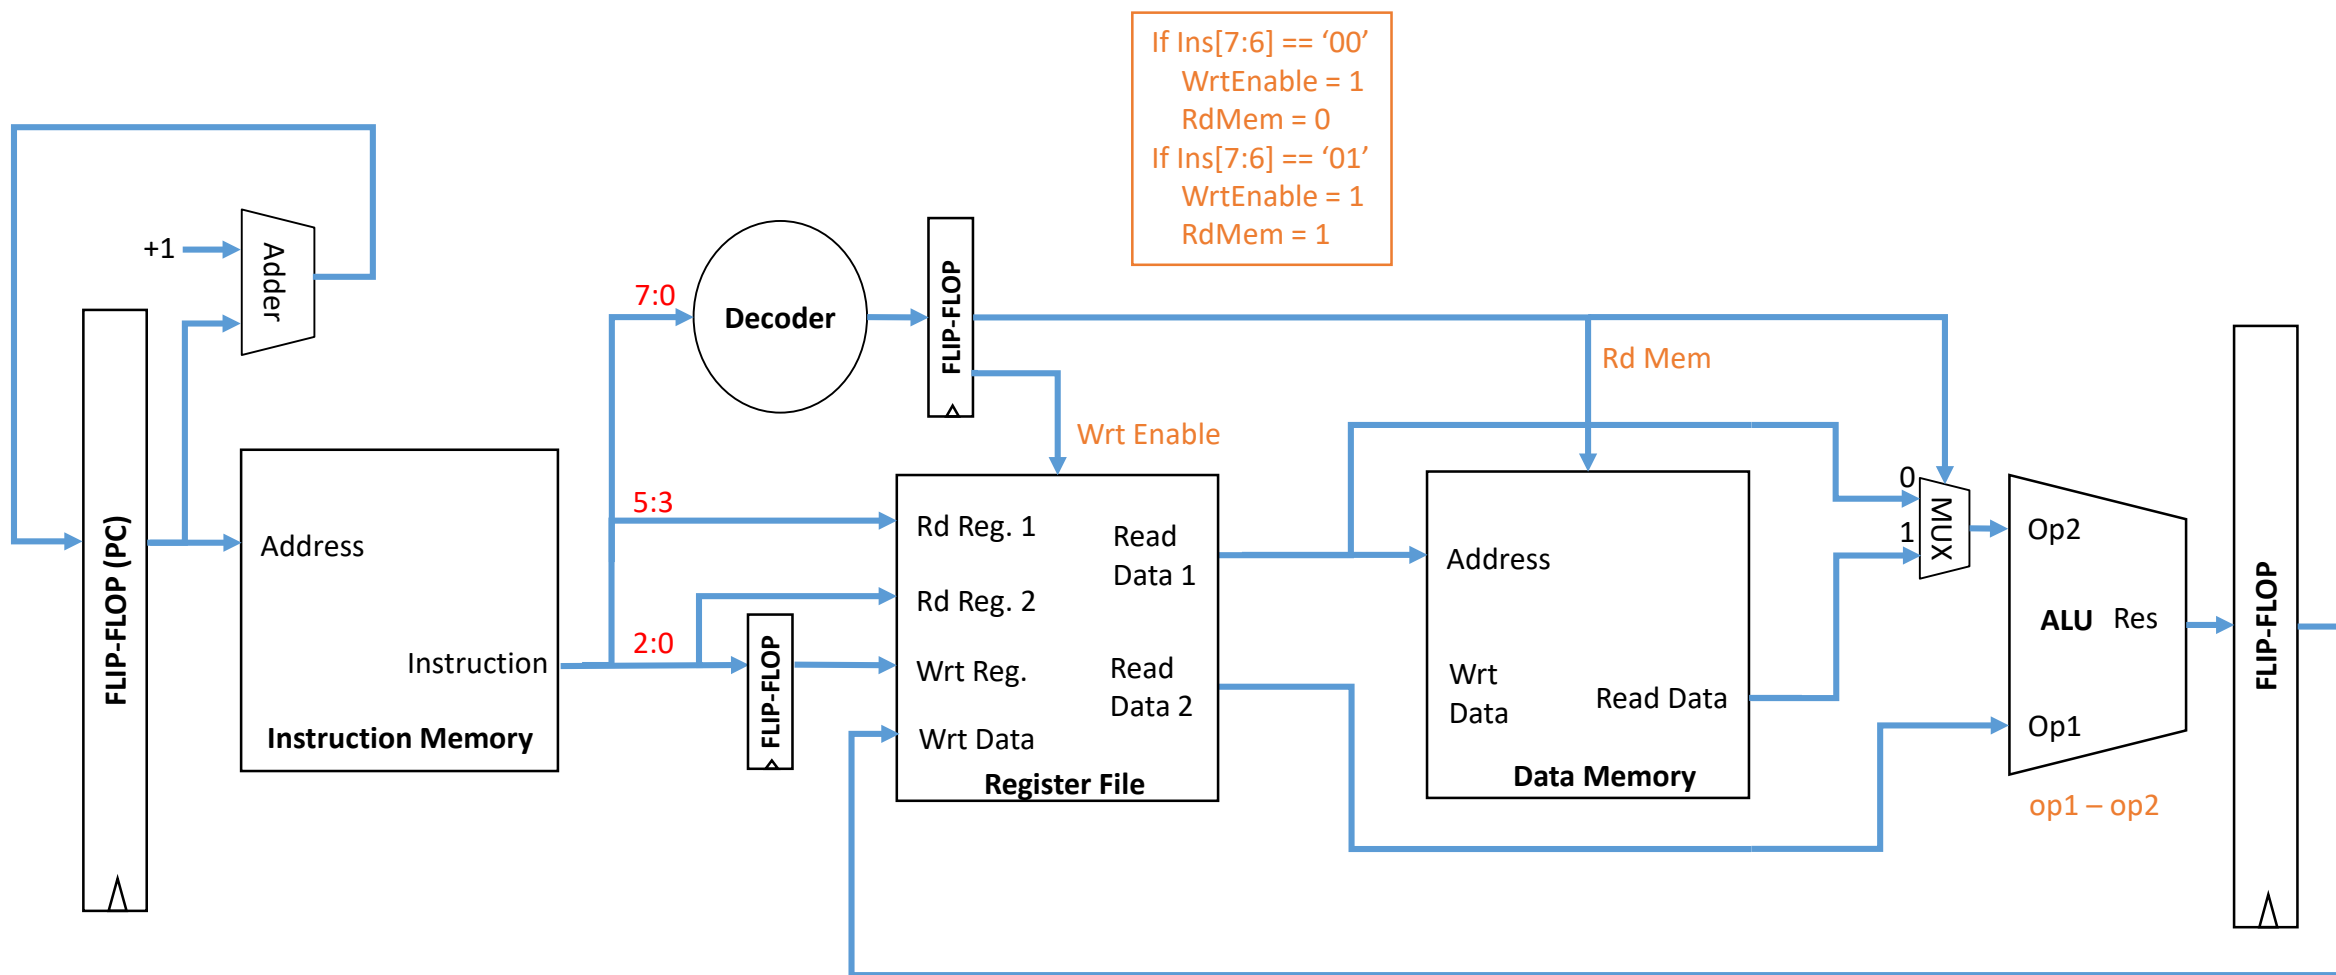 If Ins[7:6] == ‘00’
WrtEnable = 1
RdMem = 0
If Ins[7:6] == ‘01’
WrtEnable = 1
RdMem = 1
+1
Adder
7:0
Decoder
FLIP-FLOP
Rd Mem
Wrt Enable
FLIP-FLOP (PC)
Address
Instruction
Instruction Memory
5:3
2:0
FLIP-FLOP
Rd Reg. 1
Rd Reg. 2
Wrt Reg.
Wrt Data
Read
Data 1
Read
Data 2
Register File
Address
Wrt
Data
Read Data
Data Memory
0
1
MUX
Op2
ALU
Res
Op1
op1 – op2
FLIP-FLOP